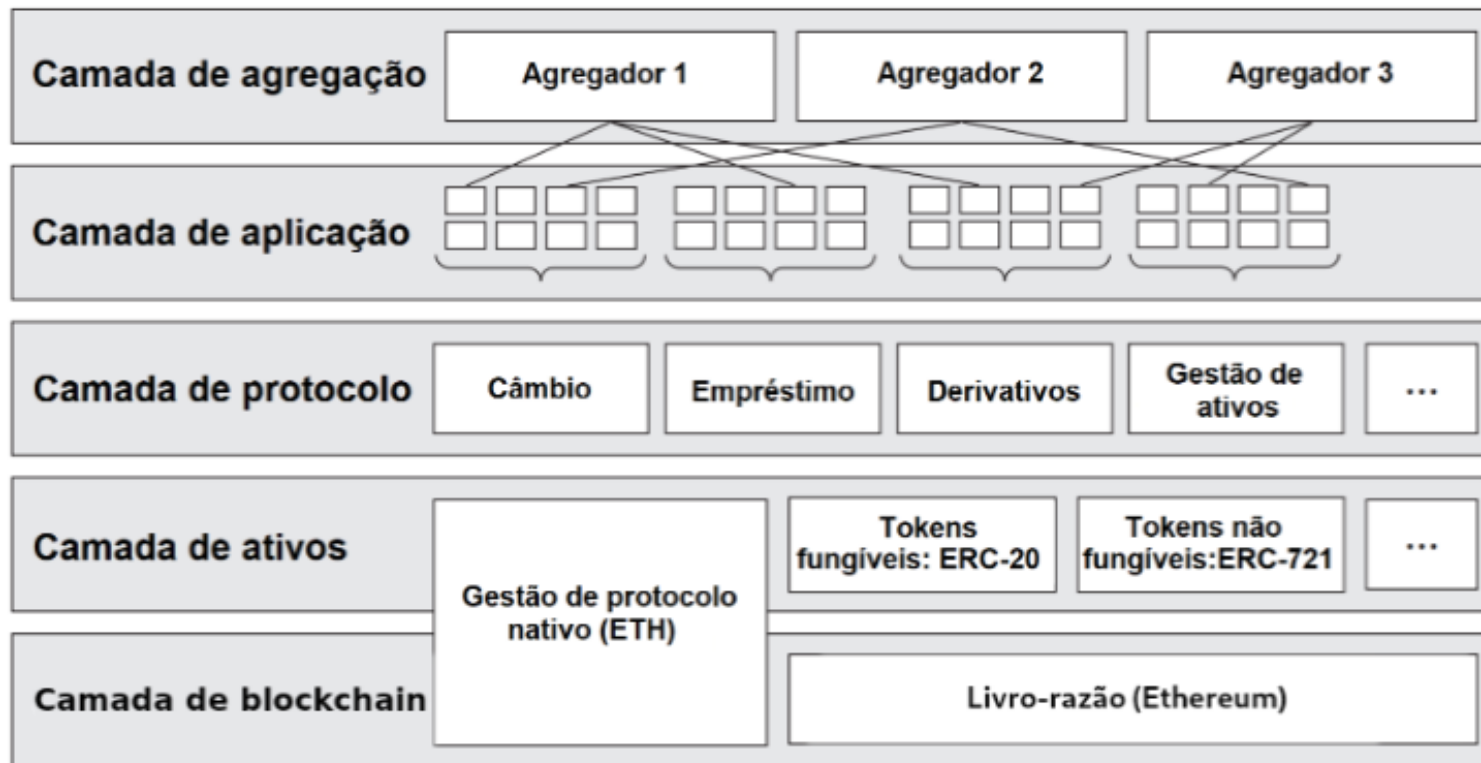 Camada de agregação
Agregador 1
Agregador 2
Agregador 3
Camada de aplicação
Camada de protocolo
Câmbio
Empréstimo
Derivativos
Gestão de
ativos
...
Camada de ativos
Tokens
fungíveis: ERC-20
Tokens não
fungíveis:ERC-721
...
Gestão de protocolo
nativo (ETH)
Camada de blockchain
Livro-razão (Ethereum)